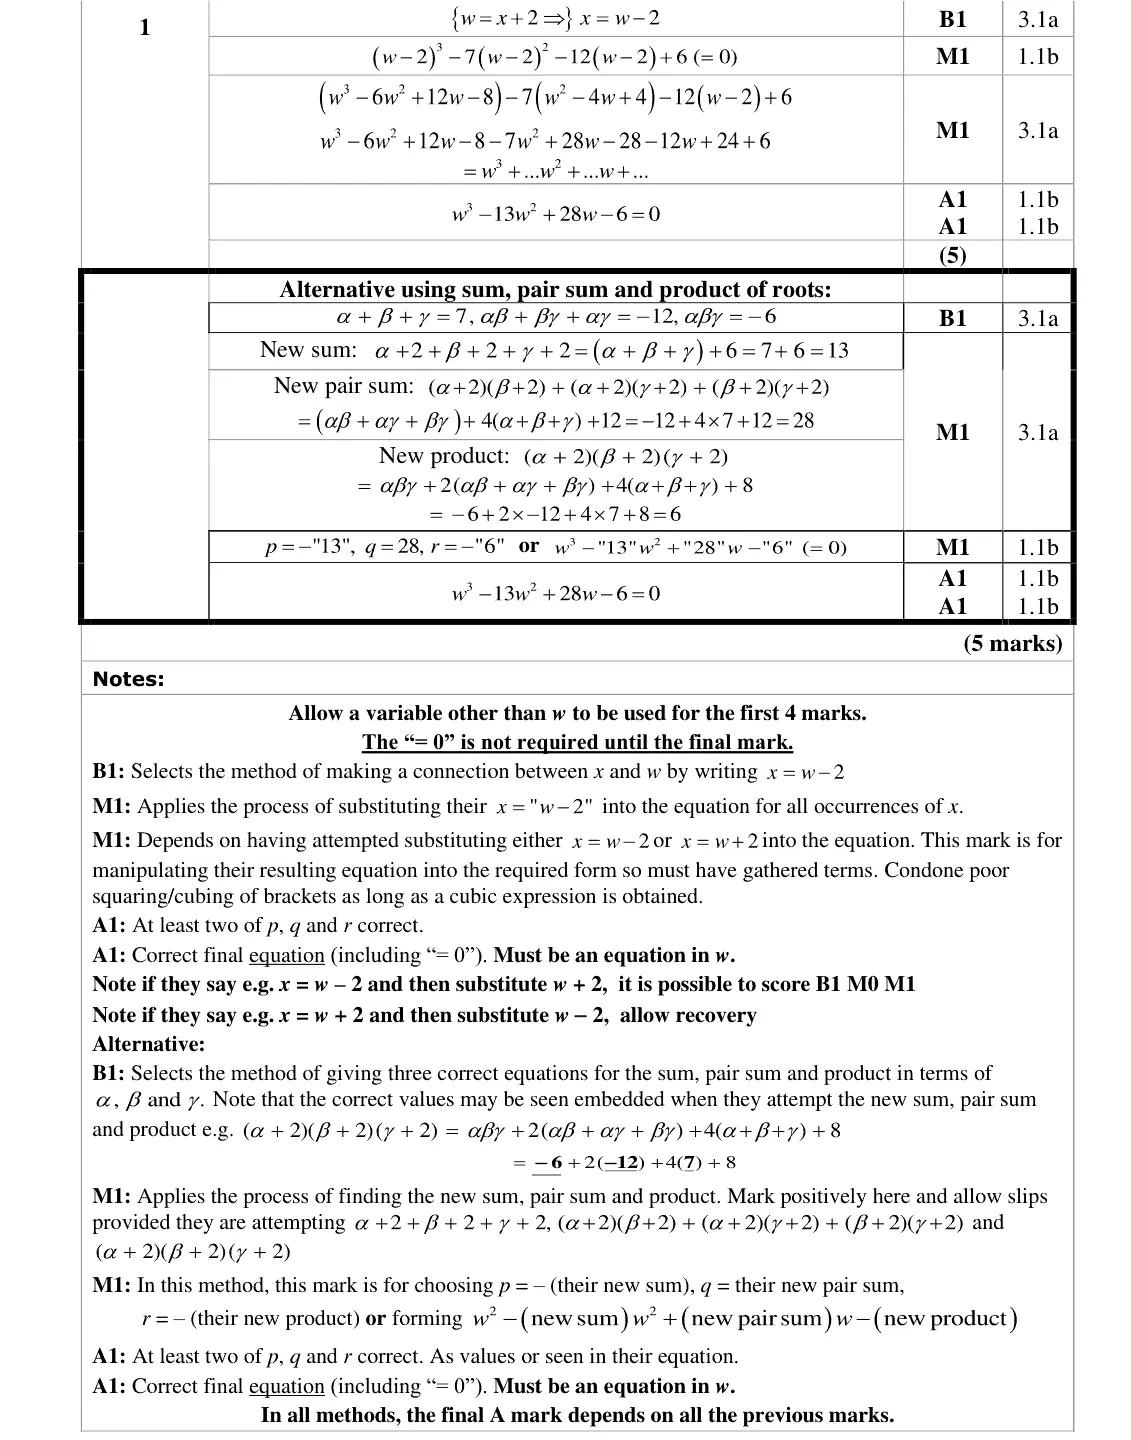 1
{w = x + 2 ⇒} x = w − 2 B1 3.1a
(w − 2)³ − 7(w − 2)² − 12(w − 2) + 6 (= 0) M1 1.1b
(w³ − 6w² + 12w − 8) − 7(w² − 4w + 4) − 12(w − 2) + 6
w³ − 6w² + 12w − 8 − 7w² + 28w − 28 − 12w + 24 + 6 M1 3.1a
= w³ + ...w² + ...w + ...
w³ − 13w² + 28w − 6 = 0 A1 1.1b
A1 1.1b
(5)
Alternative using sum, pair sum and product of roots:
α + β + γ = 7, αβ + βγ + αγ = −12, αβγ = −6 B1 3.1a
New sum: α + 2 + β + 2 + γ + 2 = (α + β + γ) + 6 = 7 + 6 = 13
New pair sum: (α + 2)(β + 2) + (α + 2)(γ + 2) + (β + 2)(γ + 2)
= (αβ + αγ + βγ) + 4(α + β + γ) + 12 = −12 + 4 × 7 + 12 = 28
M1 3.1a
New product: (α + 2)(β + 2)(γ + 2)
= αβγ + 2(αβ + αγ + βγ) + 4(α + β + γ) + 8
= −6 + 2 × −12 + 4 × 7 + 8 = 6
p = −"13", q = 28, r = −"6" or w³ − "13"w² + "28"w − "6" (= 0) M1 1.1b
w³ − 13w² + 28w − 6 = 0 A1 1.1b
A1 1.1b
(5 marks)
Notes:
Allow a variable other than w to be used for the first 4 marks.
The “= 0” is not required until the final mark.
B1: Selects the method of making a connection between x and w by writing x = w − 2
M1: Applies the process of substituting their x = "w − 2" into the equation for all occurrences of x.
M1: Depends on having attempted substituting either x = w − 2 or x = w + 2 into the equation. This mark is for
manipulating their resulting equation into the required form so must have gathered terms. Condone poor
squaring/cubing of brackets as long as a cubic expression is obtained.
A1: At least two of p, q and r correct.
A1: Correct final equation (including “= 0”). Must be an equation in w.
Note if they say e.g. x = w – 2 and then substitute w + 2, it is possible to score B1 M0 M1
Note if they say e.g. x = w + 2 and then substitute w – 2, allow recovery
Alternative:
B1: Selects the method of giving three correct equations for the sum, pair sum and product in terms of
α, β and γ. Note that the correct values may be seen embedded when they attempt the new sum, pair sum
and product e.g. (α + 2)(β + 2)(γ + 2) = αβγ + 2(αβ + αγ + βγ) + 4(α + β + γ) + 8
= −6 + 2(−12) + 4(7) + 8
M1: Applies the process of finding the new sum, pair sum and product. Mark positively here and allow slips
provided they are attempting α + 2 + β + 2 + γ + 2, (α + 2)(β + 2) + (α + 2)(γ + 2) + (β + 2)(γ + 2) and
(α + 2)(β + 2)(γ + 2)
M1: In this method, this mark is for choosing p = – (their new sum), q = their new pair sum,
r = – (their new product) or forming w² − (new sum)w² + (new pair sum)w − (new product)
A1: At least two of p, q and r correct. As values or seen in their equation.
A1: Correct final equation (including “= 0”). Must be an equation in w.
In all methods, the final A mark depends on all the previous marks.